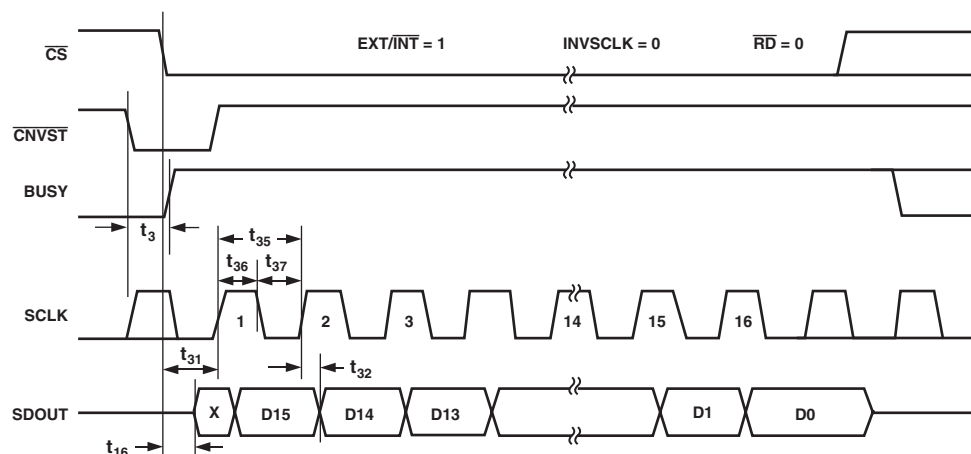 CS EXT/INT = 1 INVSCLK = 0 RD = 0
CNVST
BUSY
t3
t35
t36 t37
SCLK 1 2 3 14 15 16
t31
t32
SDOUT X D15 D14 D13 D1 D0
t16